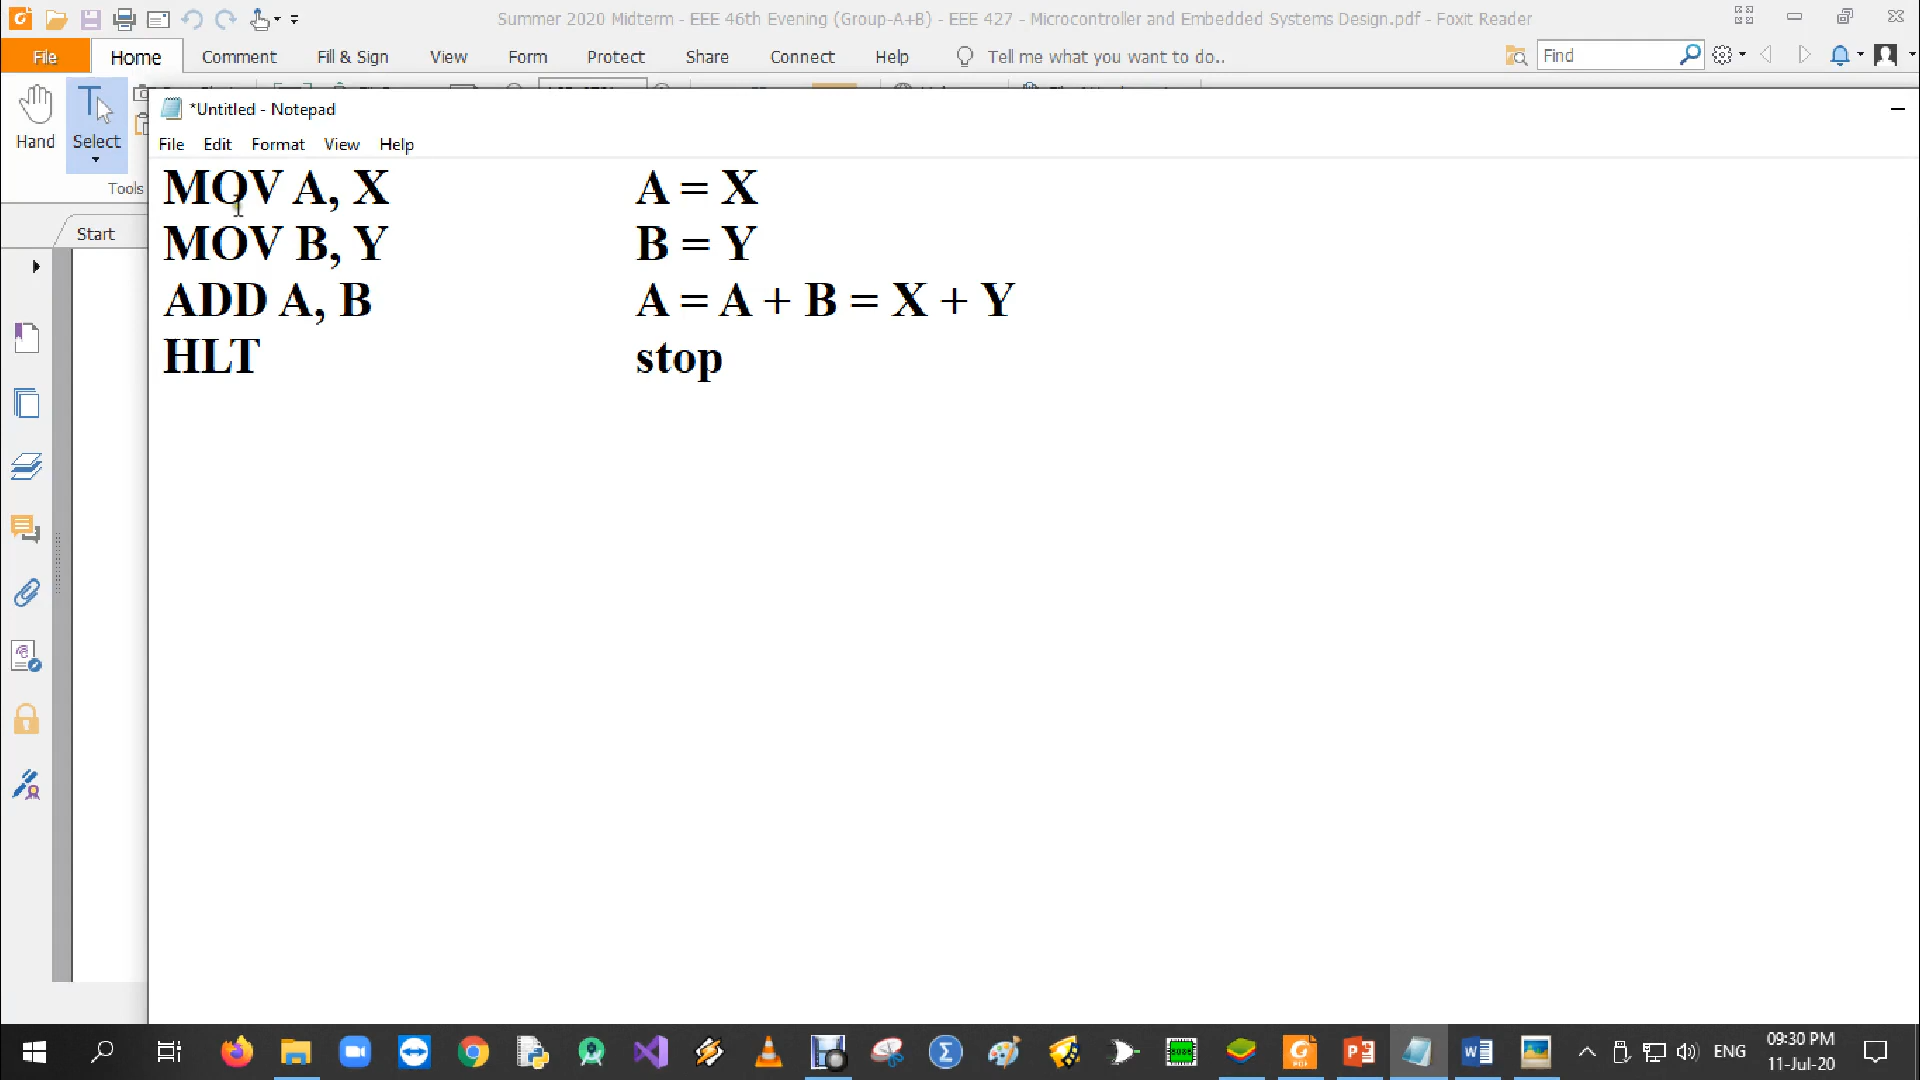 Summer 2020 Midterm - EEE 46th Evening (Group-A+B) - EEE 427 - Microcontroller and Embedded Systems Design.pdf - Foxit Reader
File Home Comment Fill & Sign View Form Protect Share Connect Help Tell me what you want to do.. Find
Hand Select
Tools
Start
*Untitled - Notepad
File Edit Format View Help
MOV A, X A = X
MOV B, Y B = Y
ADD A, B A = A + B = X + Y
HLT stop
ENG
09:30 PM
11-Jul-20